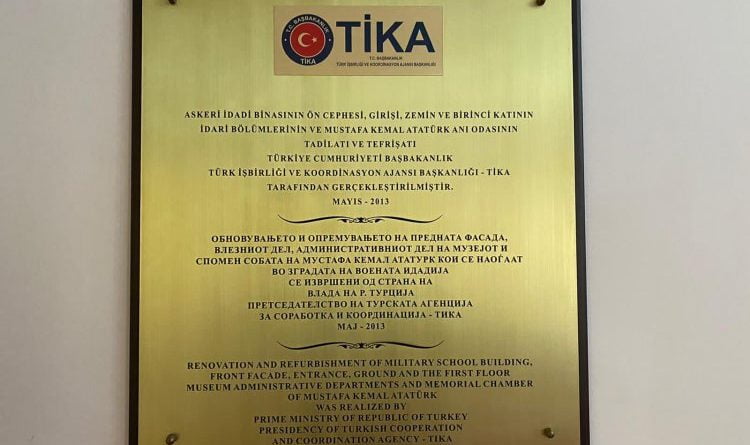 T.C. BAŞBAKANLIK
TİKA
TİKA
T.C. BAŞBAKANLIK
TÜRK İŞBİRLİĞİ VE KOORDİNASYON AJANSI BAŞKANLIĞI
ASKERİ İDADİ BİNASININ ÖN CEPHESİ, GİRİŞİ, ZEMİN VE BİRİNCİ KATININ
İDARİ BÖLÜMLERİNİN VE MUSTAFA KEMAL ATATÜRK ANI ODASININ
TADİLATI VE TEFRİŞATI
TÜRKİYE CUMHURİYETİ BAŞBAKANLIK
TÜRK İŞBİRLİĞİ VE KOORDİNASYON AJANSI BAŞKANLIĞI - TİKA
TARAFINDAN GERÇEKLEŞTİRİLMİŞTİR.
MAYIS - 2013
ОБНОВУВАЊЕТО И ОПРЕМУВАЊЕТО НА ПРЕДНАТА ФАСАДА,
ВЛЕЗНИОТ ДЕЛ, АДМИНИСТРАТИВНИОТ ДЕЛ НА МУЗЕЈОТ И
СПОМЕН СОБАТА НА МУСТАФА КЕМАЛ АТАТУРК КОИ СЕ НАОЃААТ
ВО ЗГРАДАТА НА ВОЕНАТА ИДАДИЈА
СЕ ИЗВРШЕНИ ОД СТРАНА НА
ВЛАДА НА Р. ТУРЦИЈА
ПРЕТСЕДАТЕЛСТВО НА ТУРСКАТА АГЕНЦИЈА
ЗА СОРАБОТКА И КООРДИНАЦИЈА - ТИКА
МАЈ - 2013
RENOVATION AND REFURBISHMENT OF MILITARY SCHOOL BUILDING,
FRONT FACADE, ENTRANCE, GROUND AND THE FIRST FLOOR
MUSEUM ADMINISTRATIVE DEPARTMENTS AND MEMORIAL CHAMBER
OF MUSTAFA KEMAL ATATÜRK
WAS REALIZED BY
PRIME MINISTRY OF REPUBLIC OF TURKEY
PRESIDENCY OF TURKISH COOPERATION
AND COORDINATION AGENCY - TIKA